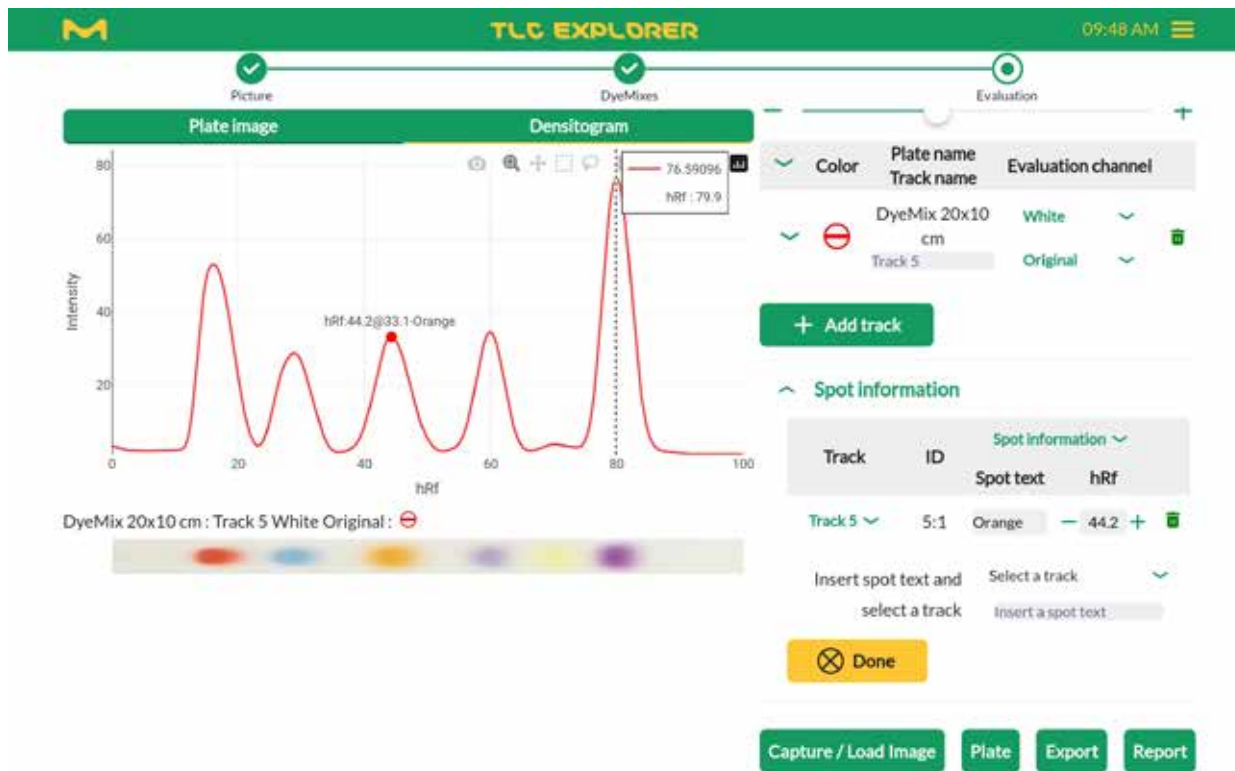 TLC EXPLORER
09:48 AM
Picture
DyeMixes
Evaluation
Plate image
Densitogram
80
60
40
20
Intensity
76.59096
hRf : 79.9
hRf:44.2@33.1-Orange
0 20 40 60 80 100
hRf
DyeMix 20x10 cm : Track 5 White Original :
Color
Plate name
Track name
Evaluation channel
DyeMix 20x10
cm
Track 5
White
Original
+ Add track
Spot information
Track
ID
Spot information
Spot text
hRf
Track 5
5:1
Orange
− 44.2 +
Insert spot text and
select a track
Select a track
Insert a spot text
Done
Capture / Load Image
Plate
Export
Report